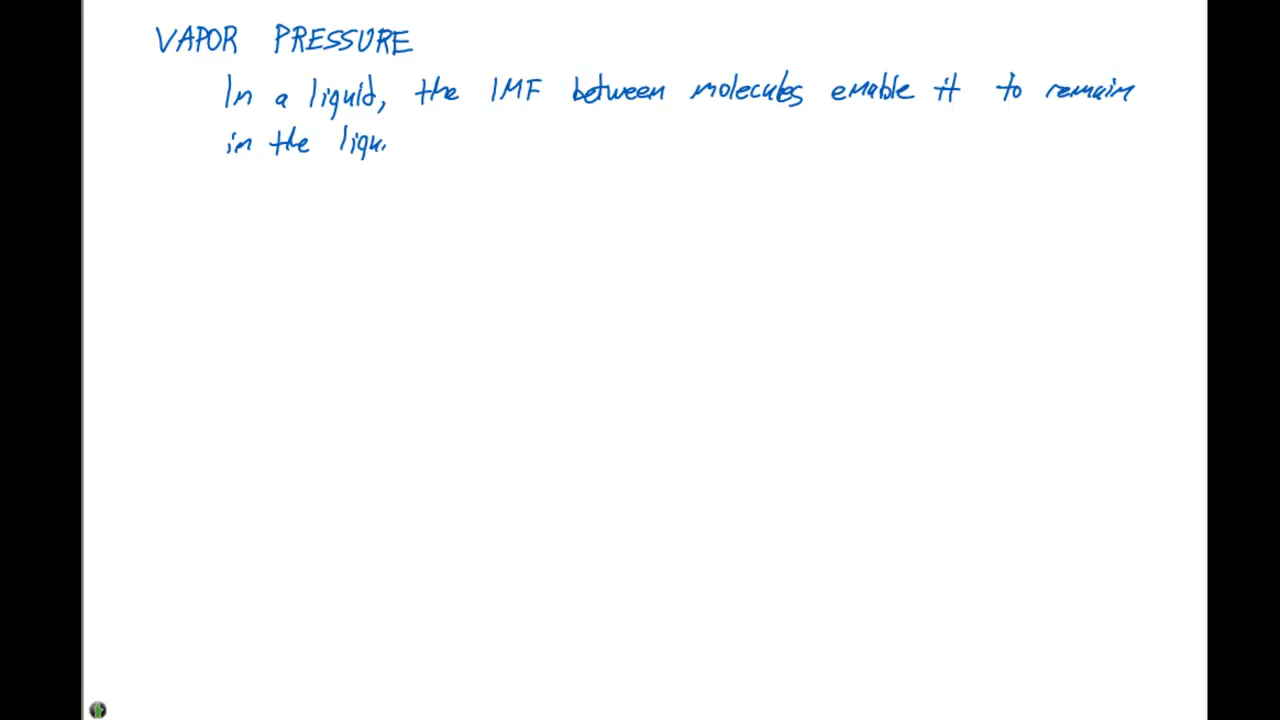 VAPOR PRESSURE
In a liquid, the IMF between molecules enable it to remain
in the liqu